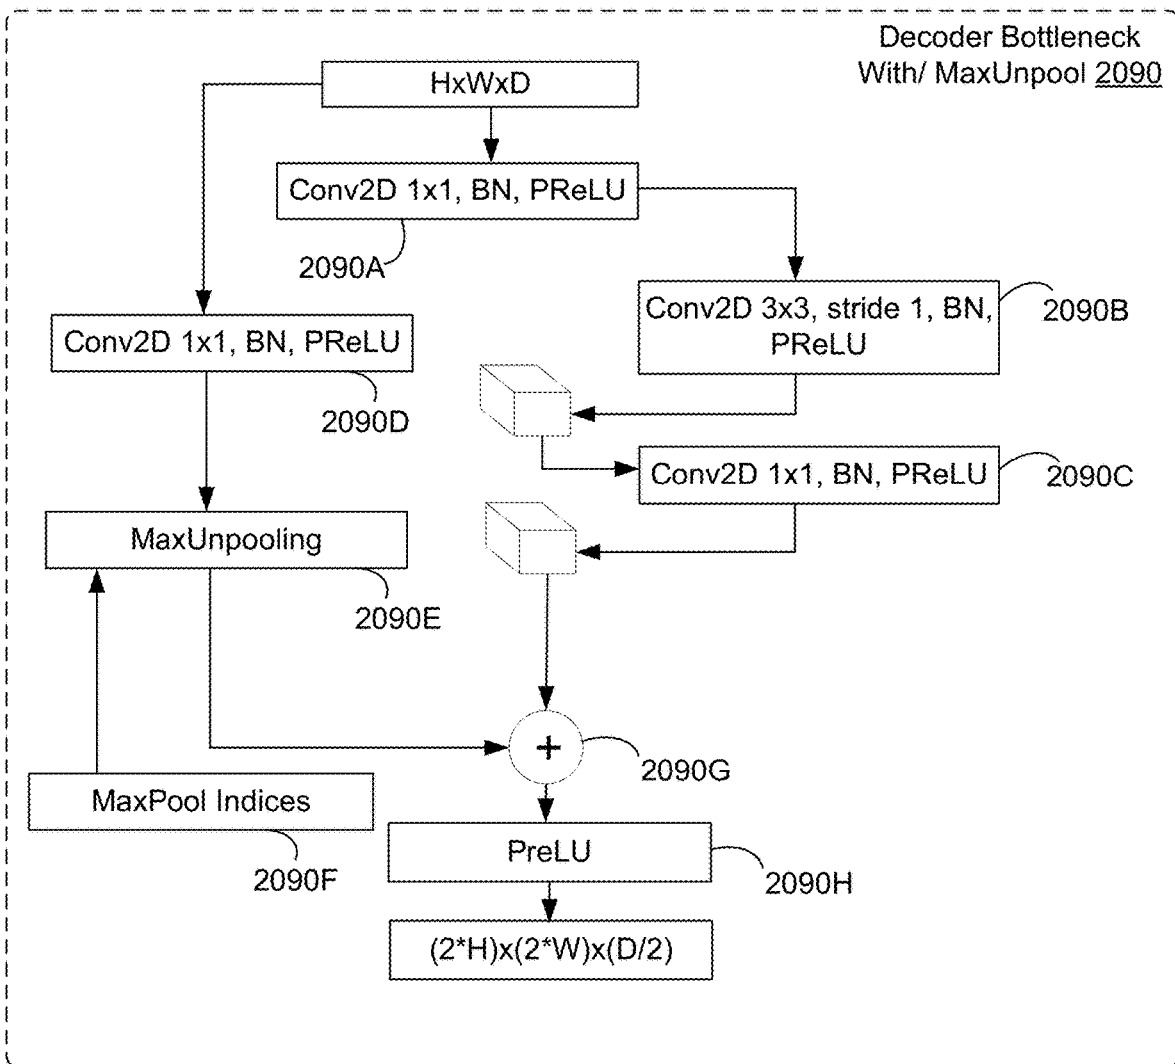 Decoder Bottleneck
With/ MaxUnpool 2090
HxWxD
Conv2D 1x1, BN, PReLU
2090A
Conv2D 3x3, stride 1, BN,
PReLU
2090B
Conv2D 1x1, BN, PReLU
2090D
Conv2D 1x1, BN, PReLU
2090C
MaxUnpooling
2090E
+
2090G
MaxPool Indices
2090F
PreLU
2090H
(2*H)x(2*W)x(D/2)